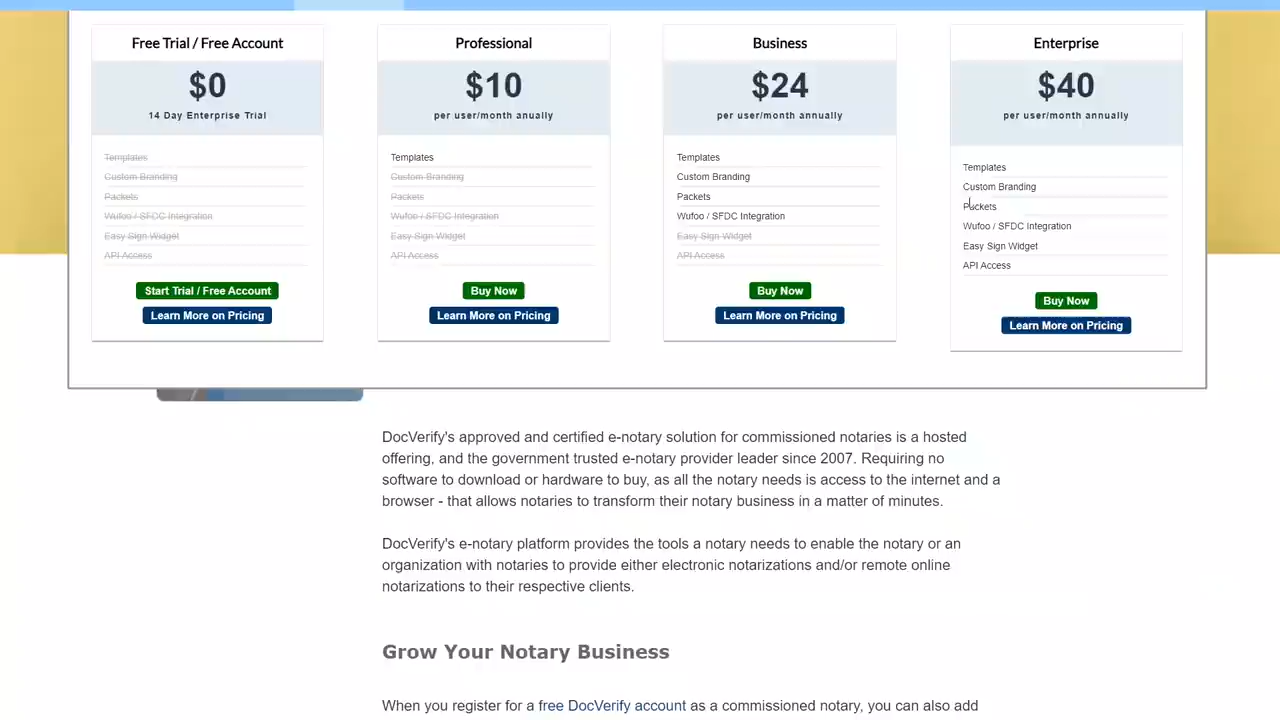 Free Trial / Free Account
$0
14 Day Enterprise Trial
Templates
Custom Branding
Packets
Wufoo / SFDC Integration
Easy Sign Widget
API Access
Start Trial / Free Account
Learn More on Pricing
Professional
$10
per user/month anually
Templates
Custom Branding
Packets
Wufoo / SFDC Integration
Easy Sign Widget
API Access
Buy Now
Learn More on Pricing
Business
$24
per user/month annually
Templates
Custom Branding
Packets
Wufoo / SFDC Integration
Easy Sign Widget
API Access
Buy Now
Learn More on Pricing
Enterprise
$40
per user/month annually
Templates
Custom Branding
Packets
Wufoo / SFDC Integration
Easy Sign Widget
API Access
Buy Now
Learn More on Pricing
DocVerify's approved and certified e-notary solution for commissioned notaries is a hosted
offering, and the government trusted e-notary provider leader since 2007. Requiring no
software to download or hardware to buy, as all the notary needs is access to the internet and a
browser - that allows notaries to transform their notary business in a matter of minutes.
DocVerify's e-notary platform provides the tools a notary needs to enable the notary or an
organization with notaries to provide either electronic notarizations and/or remote online
notarizations to their respective clients.
Grow Your Notary Business
When you register for a free DocVerify account as a commissioned notary, you can also add